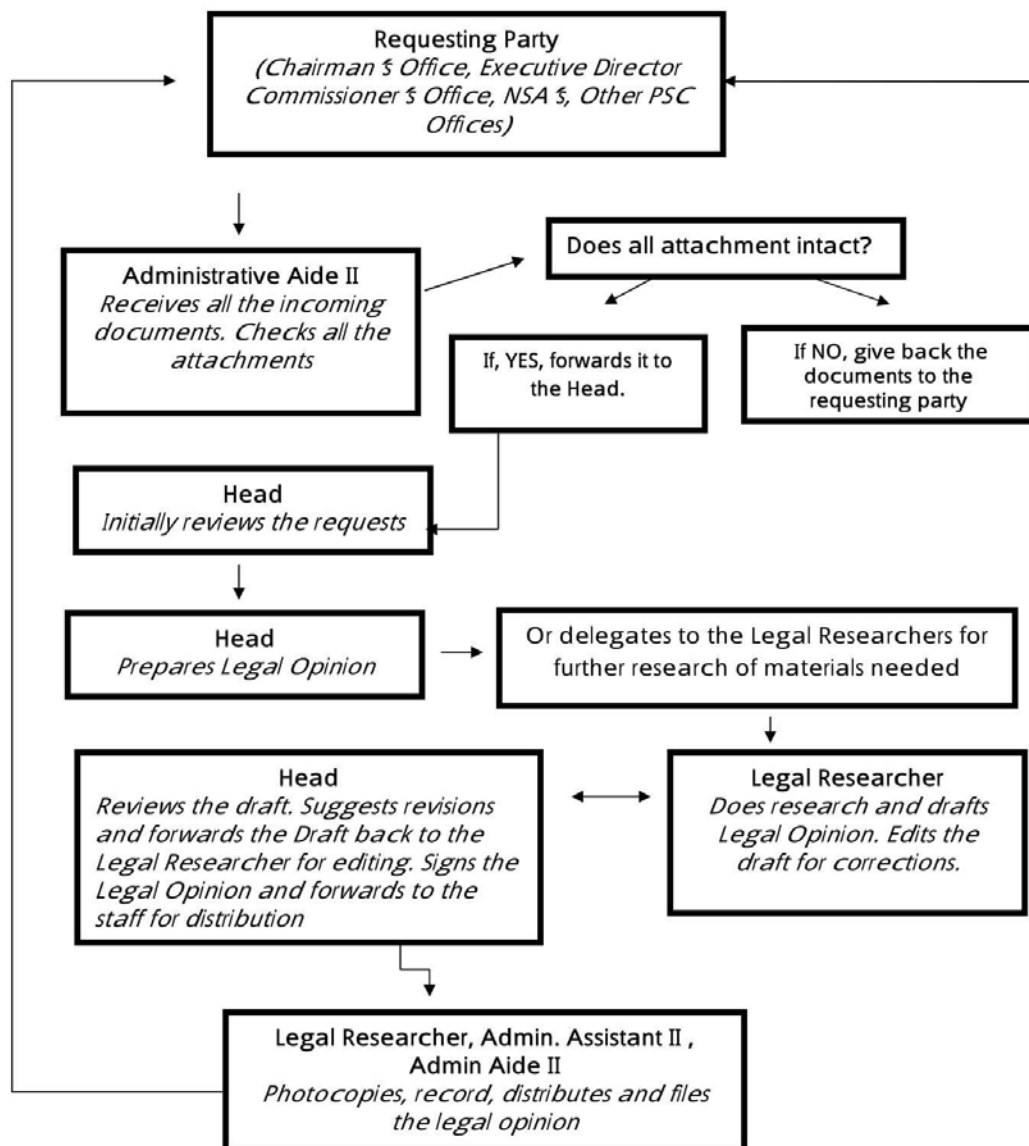 Requesting Party
(Chairman ‘s Office, Executive Director
Commissioner ‘s Office, NSA ‘s, Other PSC
Offices)
Does all attachment intact?
Administrative Aide II
Receives all the incoming
documents. Checks all the
attachments
If, YES, forwards it to
the Head.
If NO, give back the
documents to the
requesting party
Head
Initially reviews the requests
Head
Prepares Legal Opinion
Or delegates to the Legal Researchers for
further research of materials needed
Head
Reviews the draft. Suggests revisions
and forwards the Draft back to the
Legal Researcher for editing. Signs the
Legal Opinion and forwards to the
staff for distribution
Legal Researcher
Does research and drafts
Legal Opinion. Edits the
draft for corrections.
Legal Researcher, Admin. Assistant II ,
Admin Aide II
Photocopies, record, distributes and files
the legal opinion